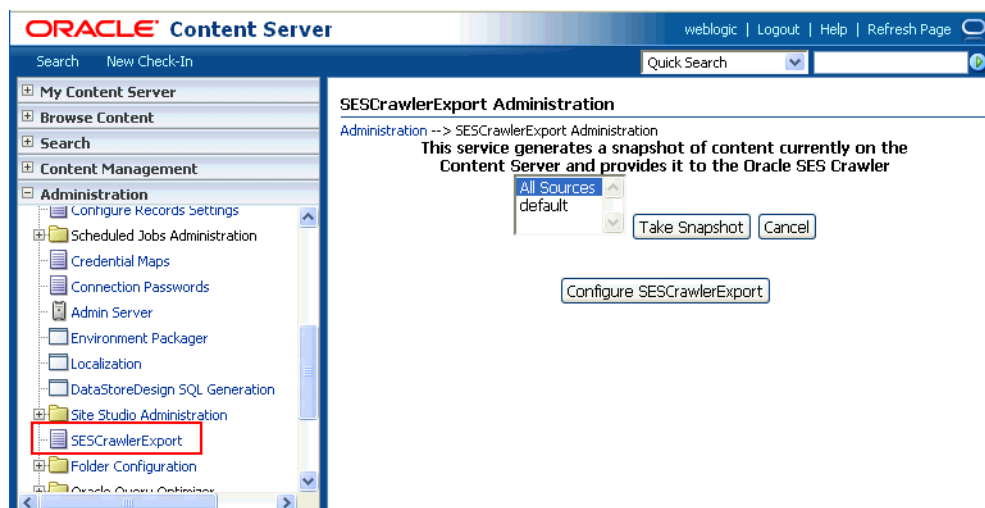 ORACLE Content Server
weblogic | Logout | Help | Refresh Page
Search New Check-In
Quick Search
My Content Server
Browse Content
Search
Content Management
Administration
Configure Records Settings
Scheduled Jobs Administration
Credential Maps
Connection Passwords
Admin Server
Environment Packager
Localization
DataStoreDesign SQL Generation
Site Studio Administration
SESCrawlerExport
Folder Configuration
Oracle Query Optimizer
SESCrawlerExport Administration
Administration --> SESCrawlerExport Administration
This service generates a snapshot of content currently on the
Content Server and provides it to the Oracle SES Crawler
All Sources
default
Take Snapshot Cancel
Configure SESCrawlerExport